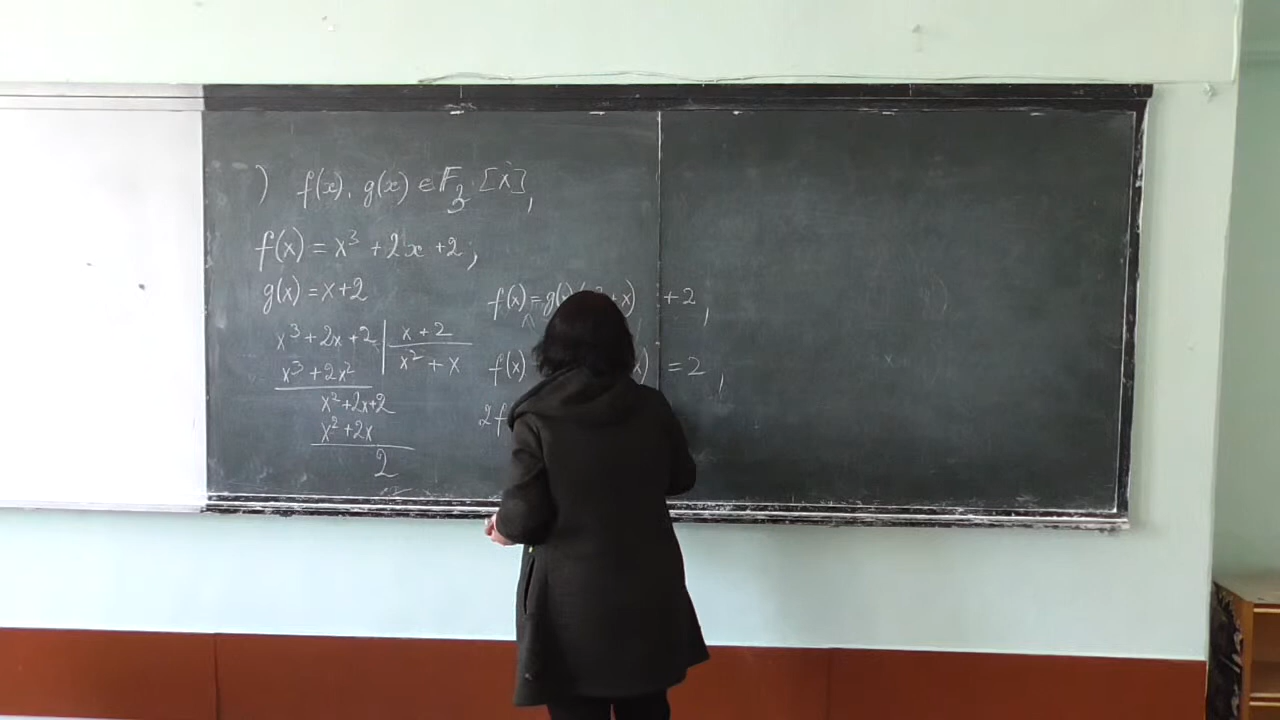 ) f(x), g(x) ∈ F₃ [x],
f(x) = x³ + 2x + 2;
g(x) = x + 2
x³ + 2x + 2 | x + 2
x³ + 2x² x² + x
x² + 2x + 2
x² + 2x
2
f(x) = g(x) + x) + 2,
f(x) x) = 2,
2f